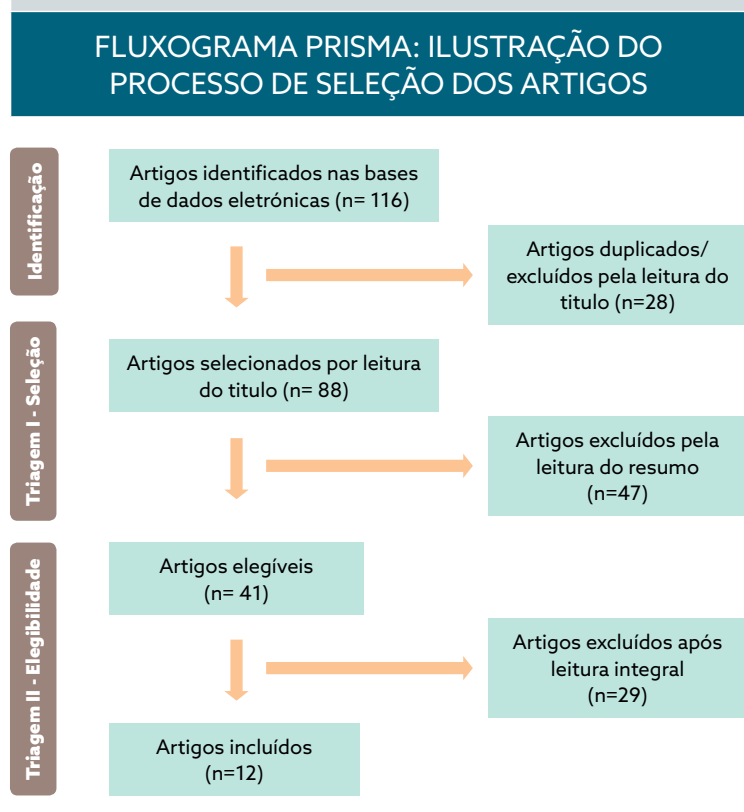 FLUXOGRAMA PRISMA: ILUSTRAÇÃO DO
PROCESSO DE SELEÇÃO DOS ARTIGOS
Identificação
Artigos identificados nas bases
de dados eletrónicas (n= 116)
Artigos duplicados/
excluídos pela leitura do
titulo (n=28)
Triagem I - Seleção
Artigos selecionados por leitura
do titulo (n= 88)
Artigos excluídos pela
leitura do resumo
(n=47)
Triagem II - Elegibilidade
Artigos elegíveis
(n= 41)
Artigos excluídos após
leitura integral
(n=29)
Artigos incluídos
(n=12)